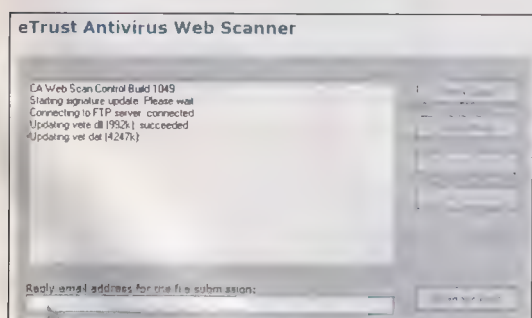 eTrust Antivirus Web Scanner
CA Web Scan Control Build 1049
Starting signature update. Please wait
Connecting to FTP server connected
Updating vete dll (992k) succeeded
Updating vet dat (4247k)
Reply email address for the file submission: